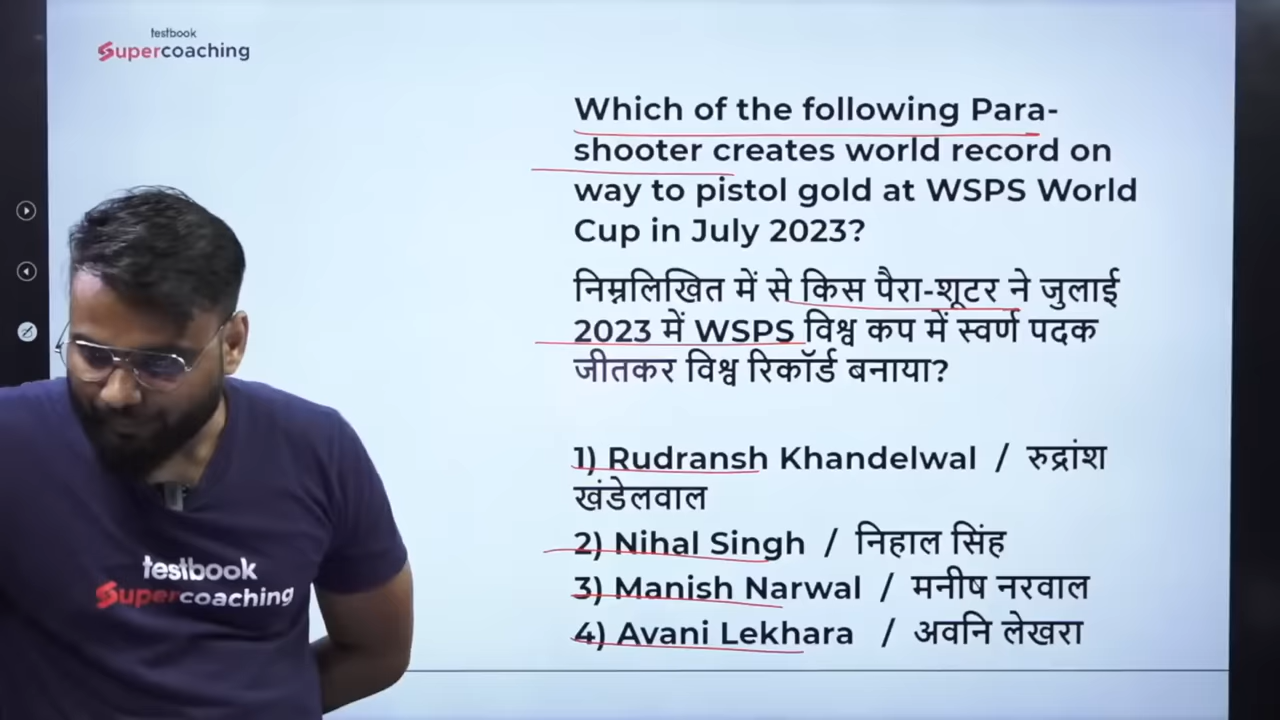 testbook
Supercoaching
Which of the following Para-
shooter creates world record on
way to pistol gold at WSPS World
Cup in July 2023?
निम्नलिखित में से किस पैरा-शूटर ने जुलाई
2023 में WSPS विश्व कप में स्वर्ण पदक
जीतकर विश्व रिकॉर्ड बनाया?
1) Rudransh Khandelwal / रुद्रांश
खंडेलवाल
2) Nihal Singh / निहाल सिंह
3) Manish Narwal / मनीष नरवाल
4) Avani Lekhara / अवनि लेखरा
testbook
Supercoaching